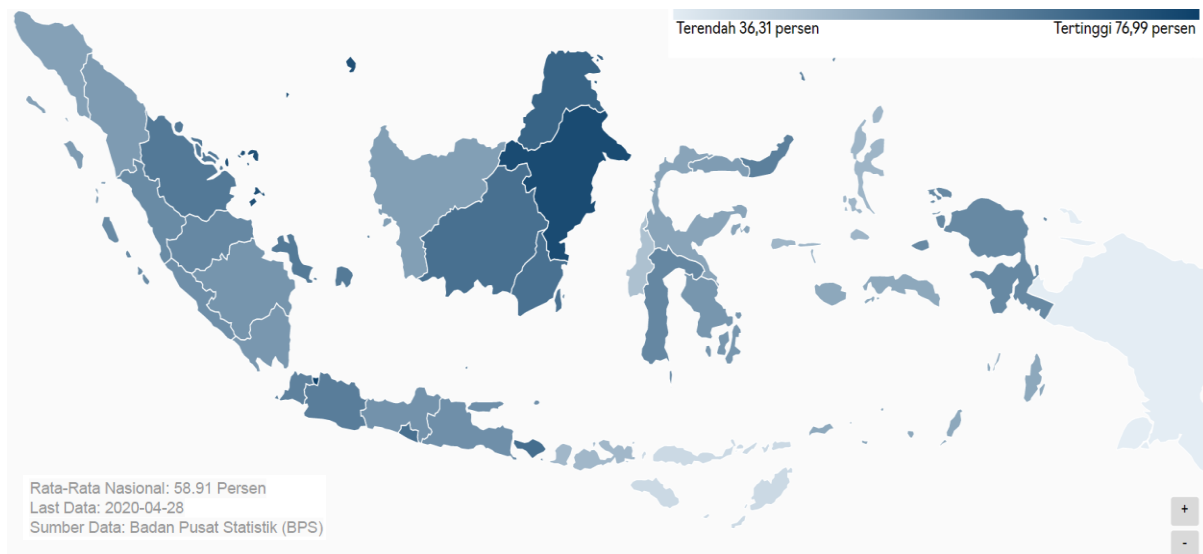 Terendah 36,31 persen
Tertinggi 76,99 persen
Rata-Rata Nasional: 58.91 Persen
Last Data: 2020-04-28
Sumber Data: Badan Pusat Statistik (BPS)
+
-